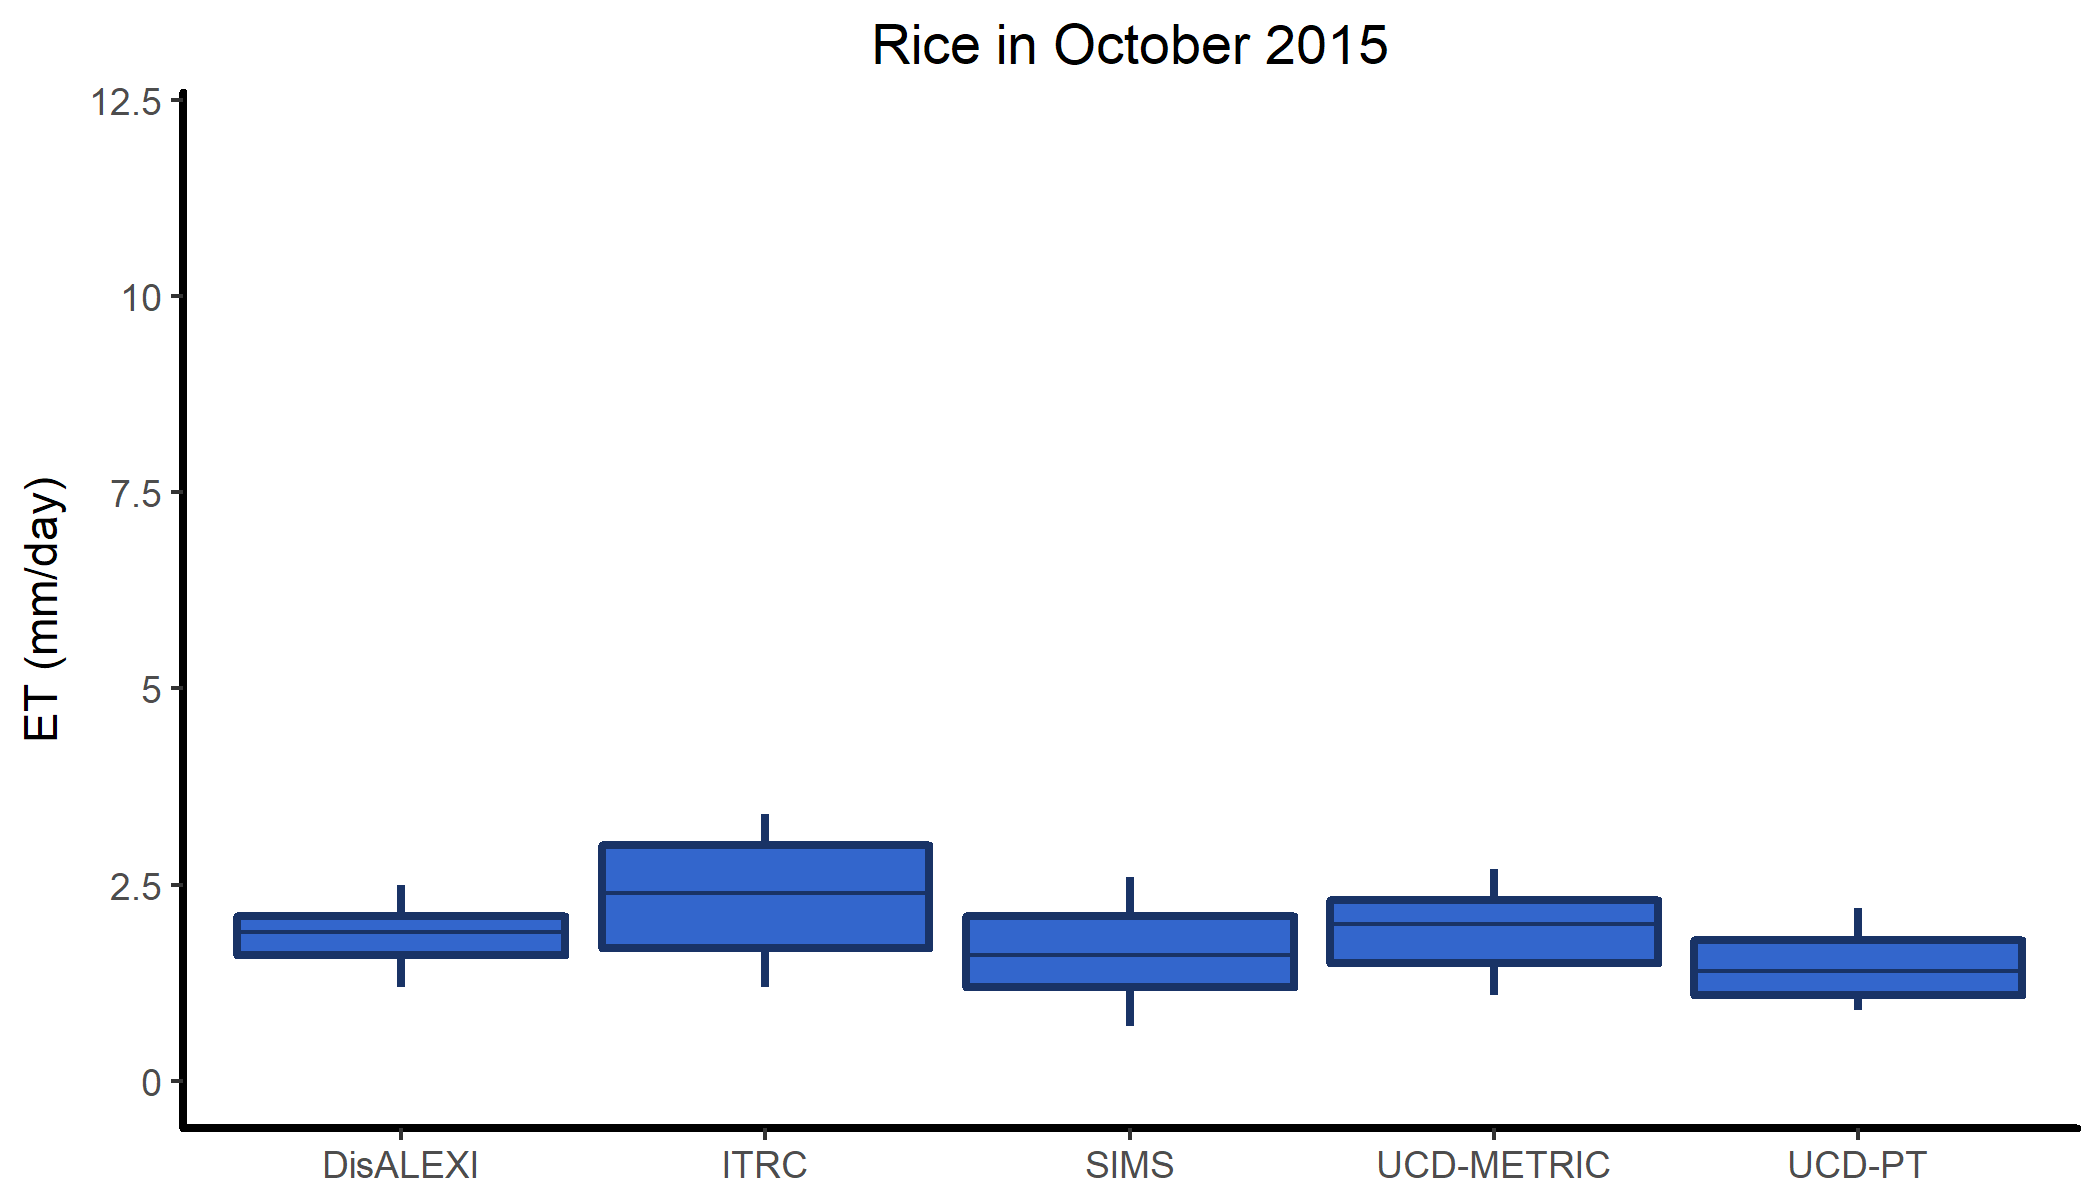 Rice in October 2015
12.5
10
7.5
5
2.5
0
ET (mm/day)
DisALEXI ITRC SIMS UCD-METRIC UCD-PT